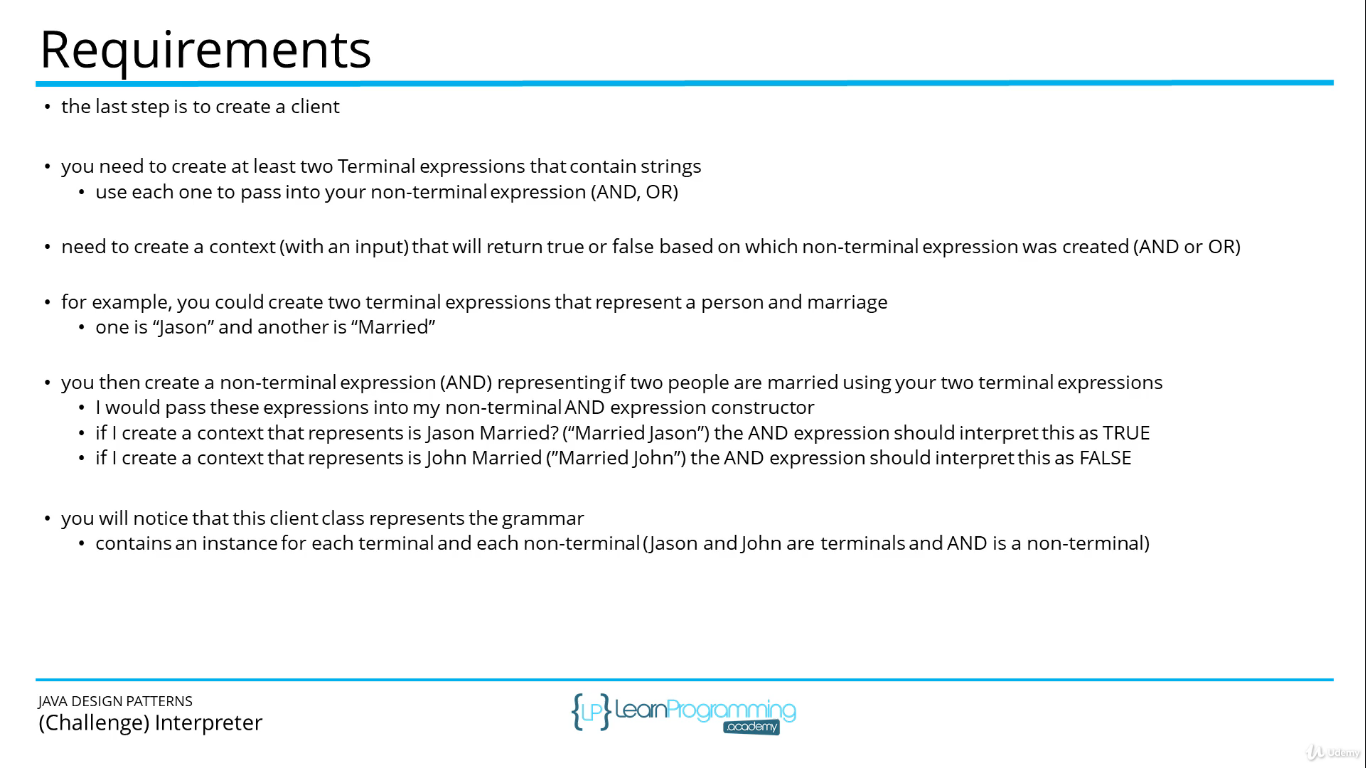 Requirements
• the last step is to create a client
• you need to create at least two Terminal expressions that contain strings
• use each one to pass into your non-terminal expression (AND, OR)
• need to create a context (with an input) that will return true or false based on which non-terminal expression was created (AND or OR)
• for example, you could create two terminal expressions that represent a person and marriage
• one is “Jason” and another is “Married”
• you then create a non-terminal expression (AND) representing if two people are married using your two terminal expressions
• I would pass these expressions into my non-terminal AND expression constructor
• if I create a context that represents is Jason Married? (“Married Jason”) the AND expression should interpret this as TRUE
• if I create a context that represents is John Married (”Married John”) the AND expression should interpret this as FALSE
• you will notice that this client class represents the grammar
• contains an instance for each terminal and each non-terminal (Jason and John are terminals and AND is a non-terminal)
JAVA DESIGN PATTERNS
(Challenge) Interpreter
{LP} LearnProgramming
.academy
Udemy